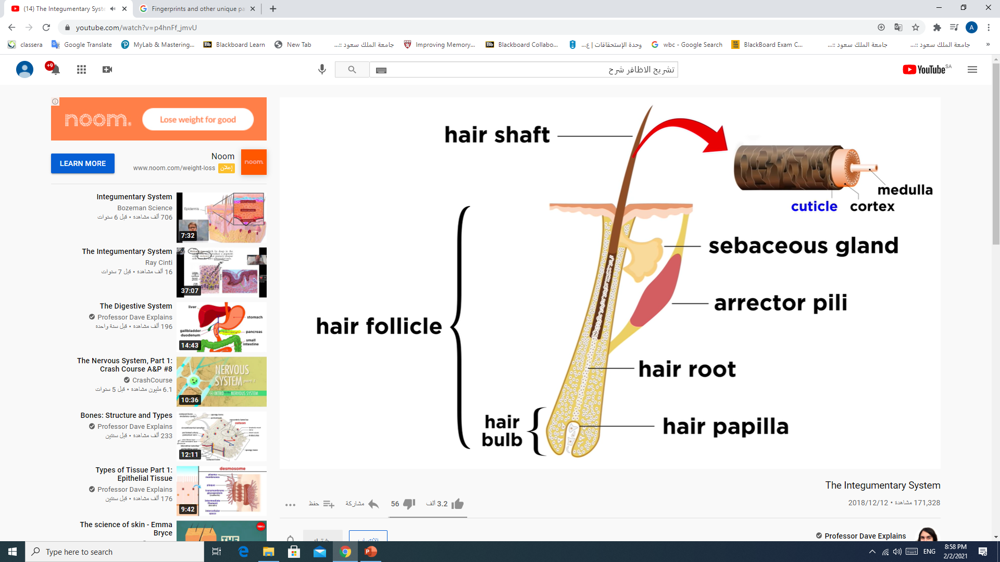 (14) The Integumentary Syste
Fingerprints and other unique pa
youtube.com/watch?v=p4hnFf_jmvU
A
classera
Google Translate
MyLab & Mastering...
Bb Blackboard Learn
New Tab
جامعة الملك سعود ::...
Improving Memory...
Bb Blackboard Collabo...
وحدة الإستحقاقات | ع...
wbc - Google Search
BlackBoard Exam C...
جامعة الملك سعود ::...
جامعة الملك سعود ::...
»
+9
تشريح الاظافر شرح
YouTube SA
noom.
Lose weight for good
LEARN MORE
Noom
www.noom.com/weight-loss
إعلان
noom
Integumentary System
Bozeman Science
706 ألف مشاهدة • قبل 6 سنوات
Epidermis
7:32
The Integumentary System
Ray Cinti
16 ألف مشاهدة • قبل 7 سنوات
37:07
The Digestive System
Professor Dave Explains
196 ألف مشاهدة • قبل سنة واحدة
liver
stomach
gallbladder
duodenum
pancreas
small
intestine
14:43
The Nervous System, Part 1:
Crash Course A&P #8
CrashCourse
6.1 مليون مشاهدة • قبل 5 سنوات
NERVOUS
SYSTEM part 1
10:36
Bones: Structure and Types
Professor Dave Explains
233 ألف مشاهدة • قبل سنتين
osteon
12:11
Types of Tissue Part 1:
Epithelial Tissue
Professor Dave Explains
176 ألف مشاهدة • قبل سنتين
desmosome
9:42
The science of skin - Emma
Bryce
THE
hair shaft
medulla
cuticle
cortex
sebaceous gland
arrector pili
hair follicle
hair root
hair
bulb
hair papilla
The Integumentary System
171,328 مشاهدة • 2018/12/12
3.2 ألف
56
مشاركة
حفظ
Professor Dave Explains
Type here to search
ENG
8:58 PM
2/2/2021